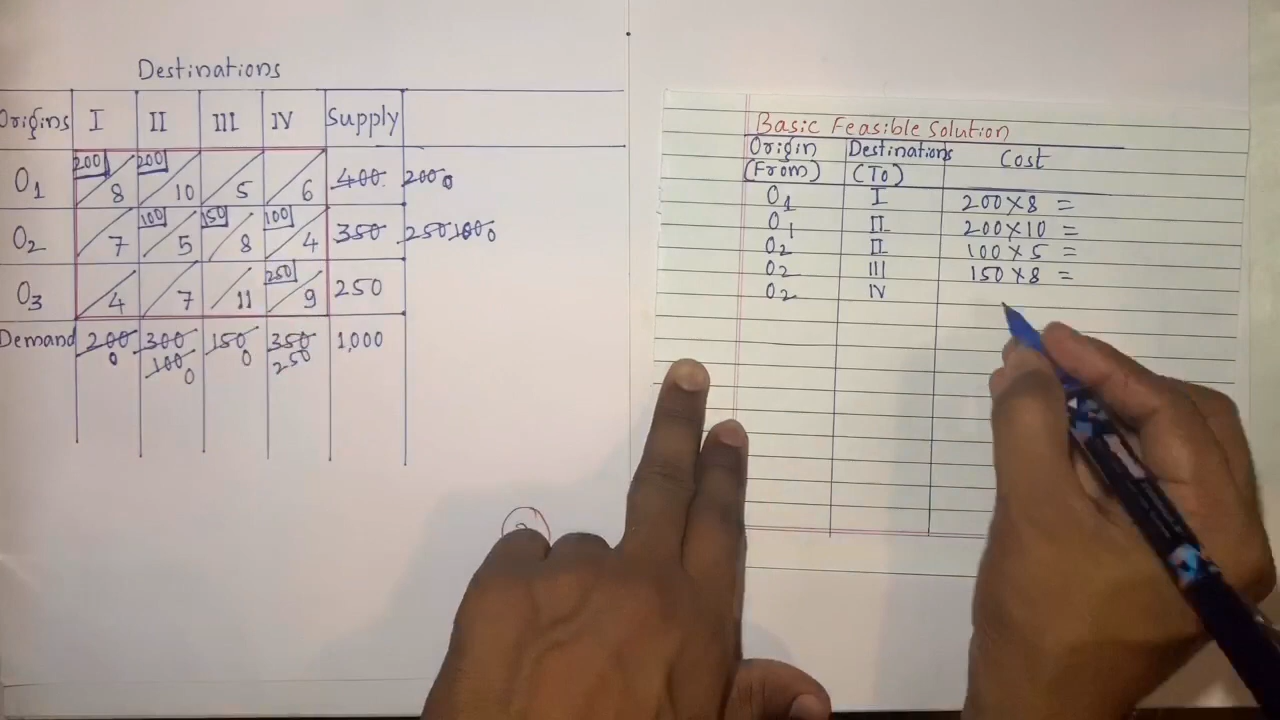 Destinations
Origins I II III IV Supply
200 200
O1 8 10 5 6 400 200 0
100 150 100
O2 7 5 8 4 350 250 100 0
250
O3 4 7 11 9 250
Demand 200 300 150 350 1,000
0 100 0 250
0
Basic Feasible Solution
Origin Destinations Cost
(From) (To)
O1 I 200×8 =
O1 II 200×10 =
O2 II 100×5 =
O2 III 150×8 =
O2 IV